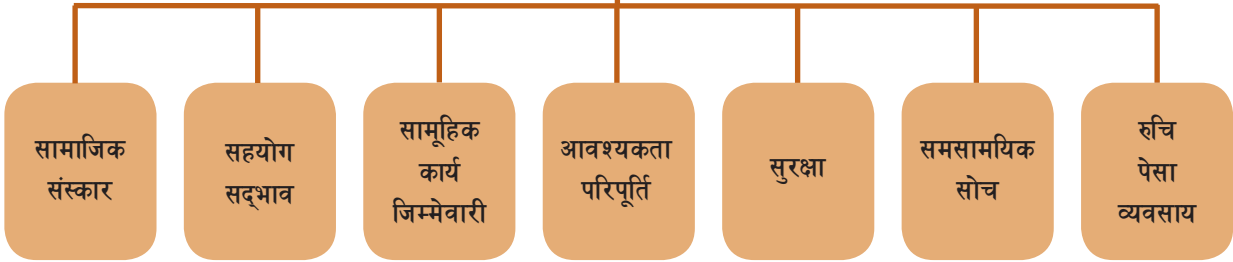 सामाजिक
संस्कार
सहयोग
सद्‌भाव
सामूहिक
कार्य
जिम्मेवारी
आवश्यकता
परिपूर्ति
सुरक्षा
समसामयिक
सोच
रुचि
पेसा
व्यवसाय